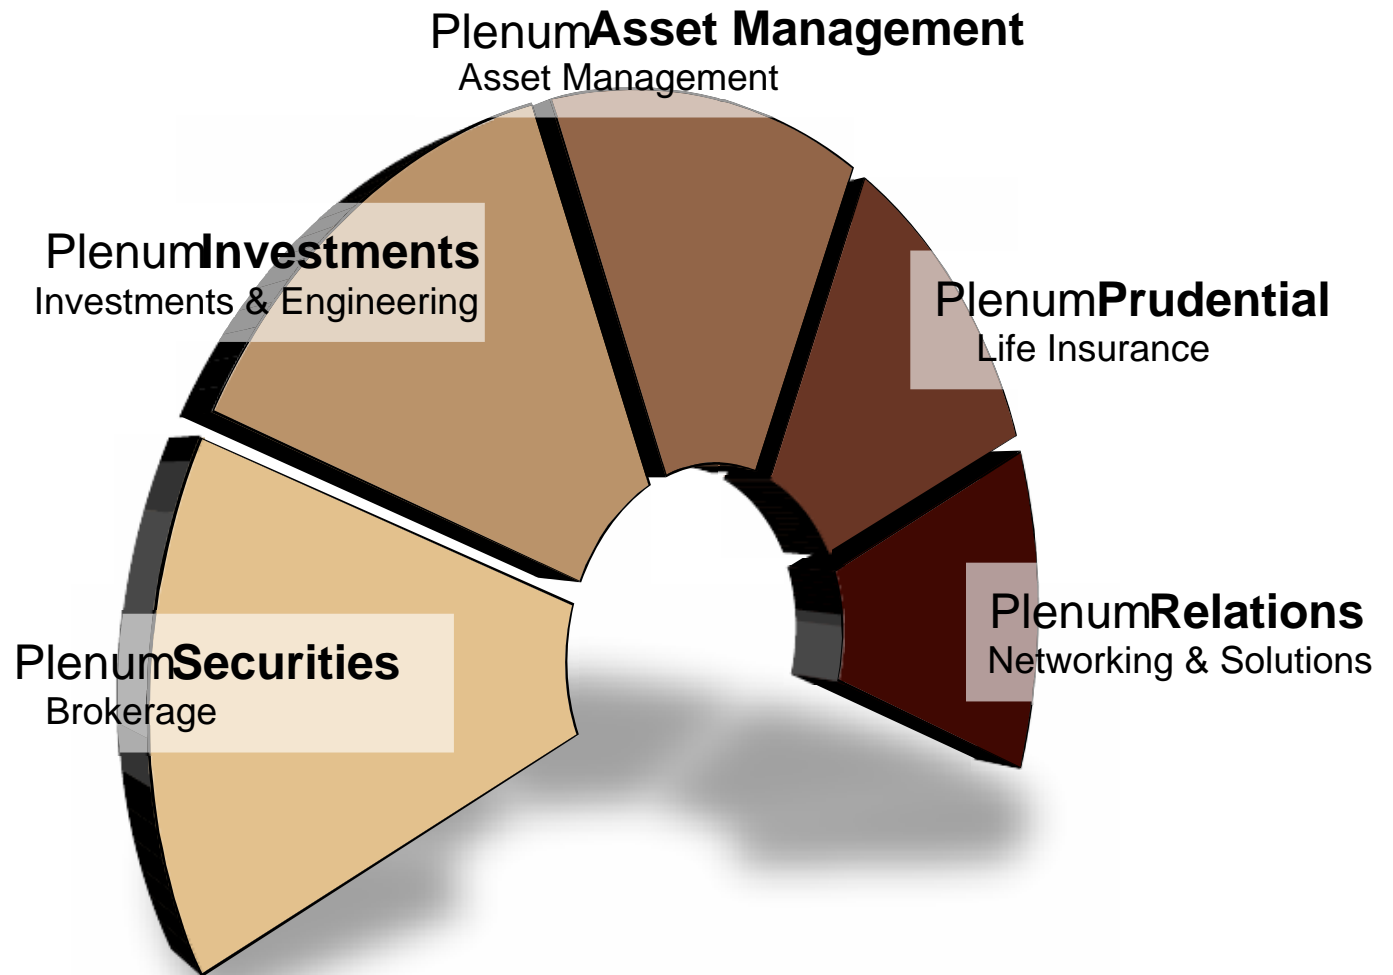 PlenumAsset Management
Asset Management
PlenumInvestments
Investments & Engineering
PlenumPrudential
Life Insurance
PlenumRelations
Networking & Solutions
PlenumSecurities
Brokerage